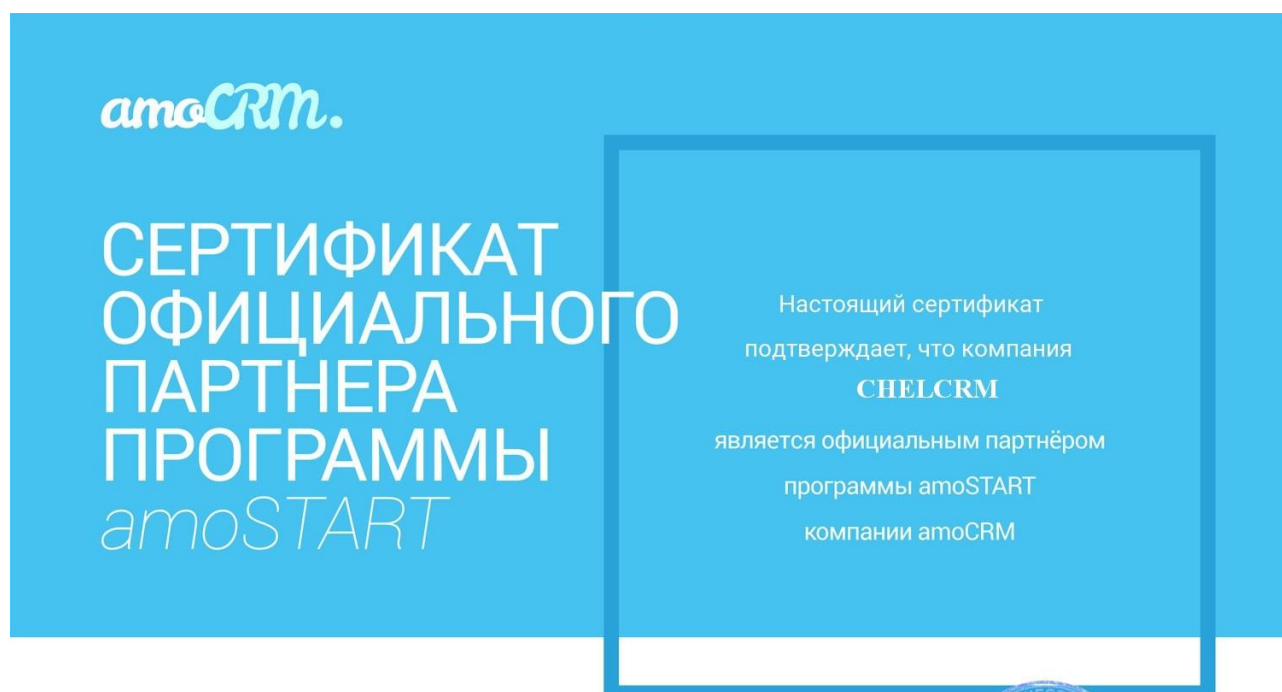 amoCRM.
СЕРТИФИКАТ
ОФИЦИАЛЬНОГО
ПАРТНЕРА
ПРОГРАММЫ
amoSTART
Настоящий сертификат
подтверждает, что компания
CHELCRM
является официальным партнёром
программы amoSTART
компании amoCRM